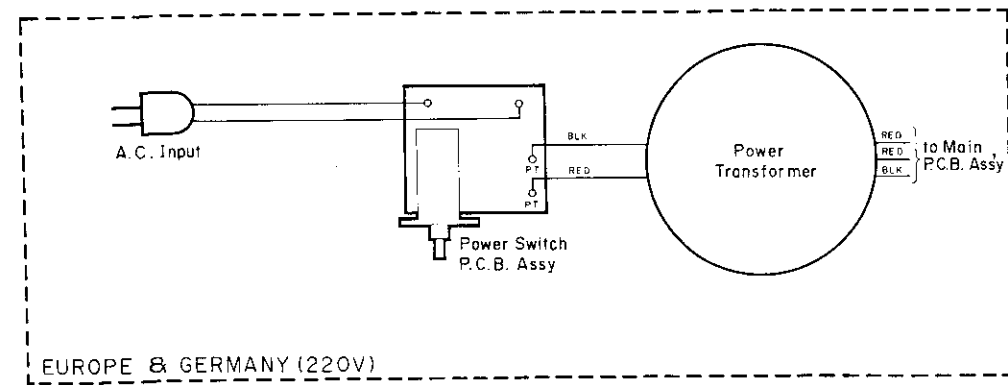 A.C. Input
BLK
PT
RED
PT
Power Switch
P.C.B. Assy
Power
Transformer
RED
RED
BLK
to Main
P.C.B. Assy
EUROPE & GERMANY (220V)